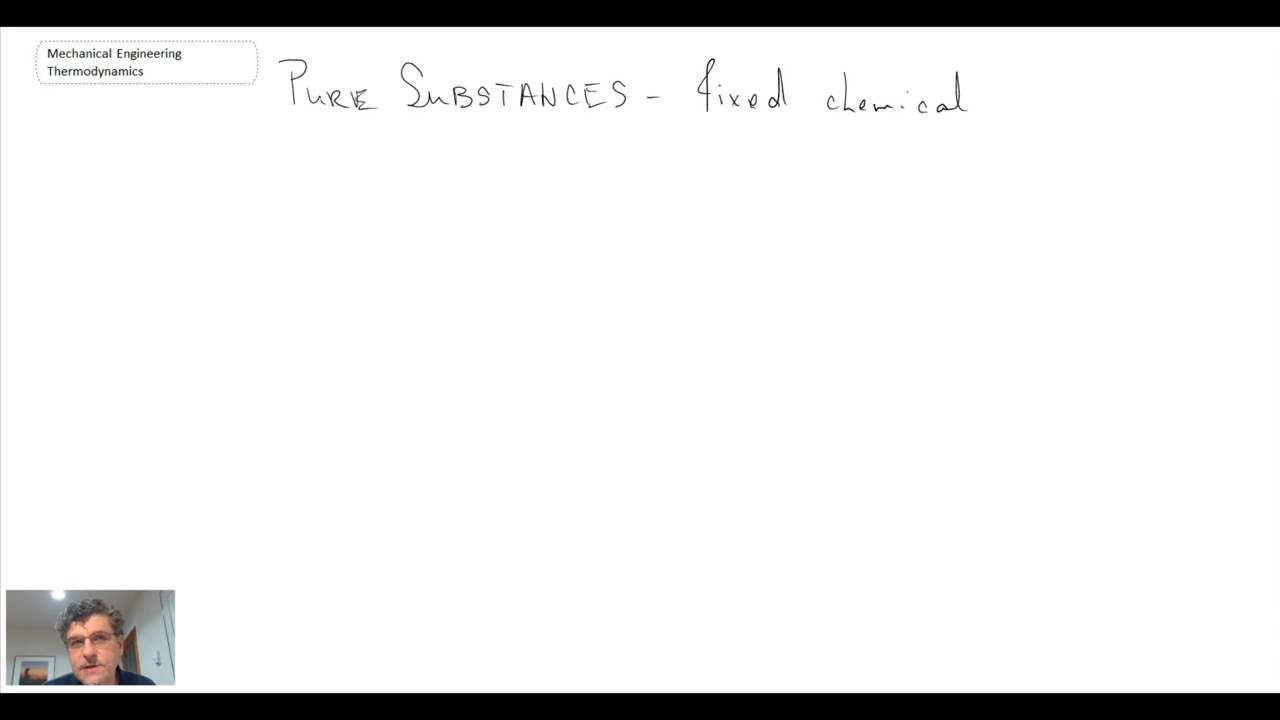 Mechanical Engineering
Thermodynamics
PURE SUBSTANCES - fixed chemical